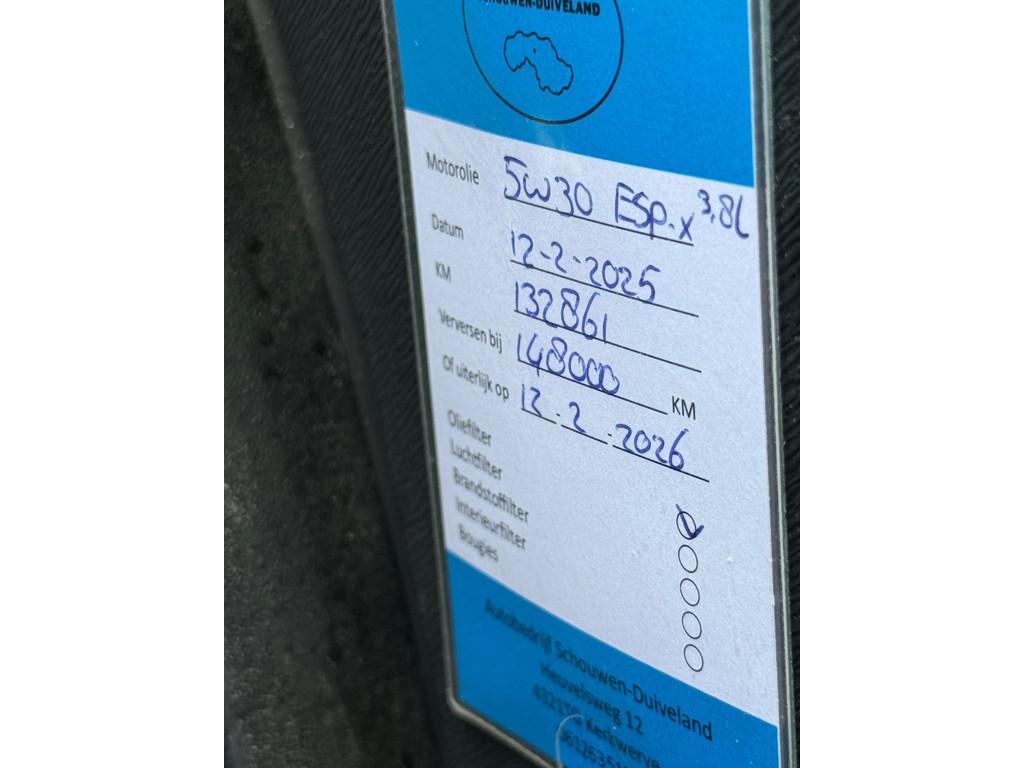 SCHOUWEN-DUIVELAND
Motorolie 5W30 ESP.x 3,8L
Datum 12-2-2025
KM 132861
Verversen bij 148000 KM
Of uiterlijk op 12.2.2026
Oliefilter
Luchtfilter
Brandstoffilter
Interieurfilter
Bougies
Autobedrijf Schouwen-Duiveland
Heuvelsweg 12
4321TG Kerkwerve